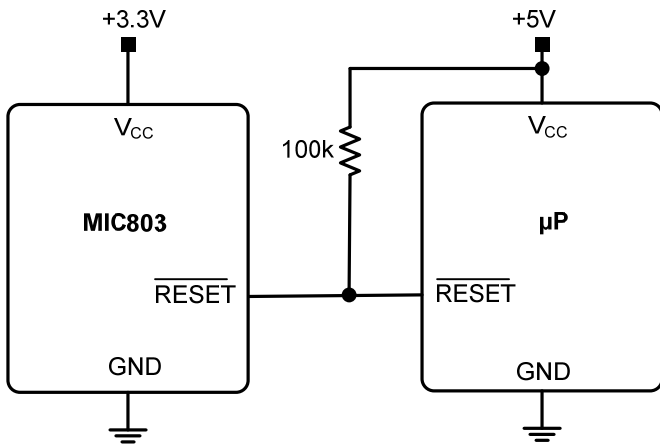 +3.3V
+5V
VCC
VCC
100k
MIC803
µP
RESET
RESET
GND
GND